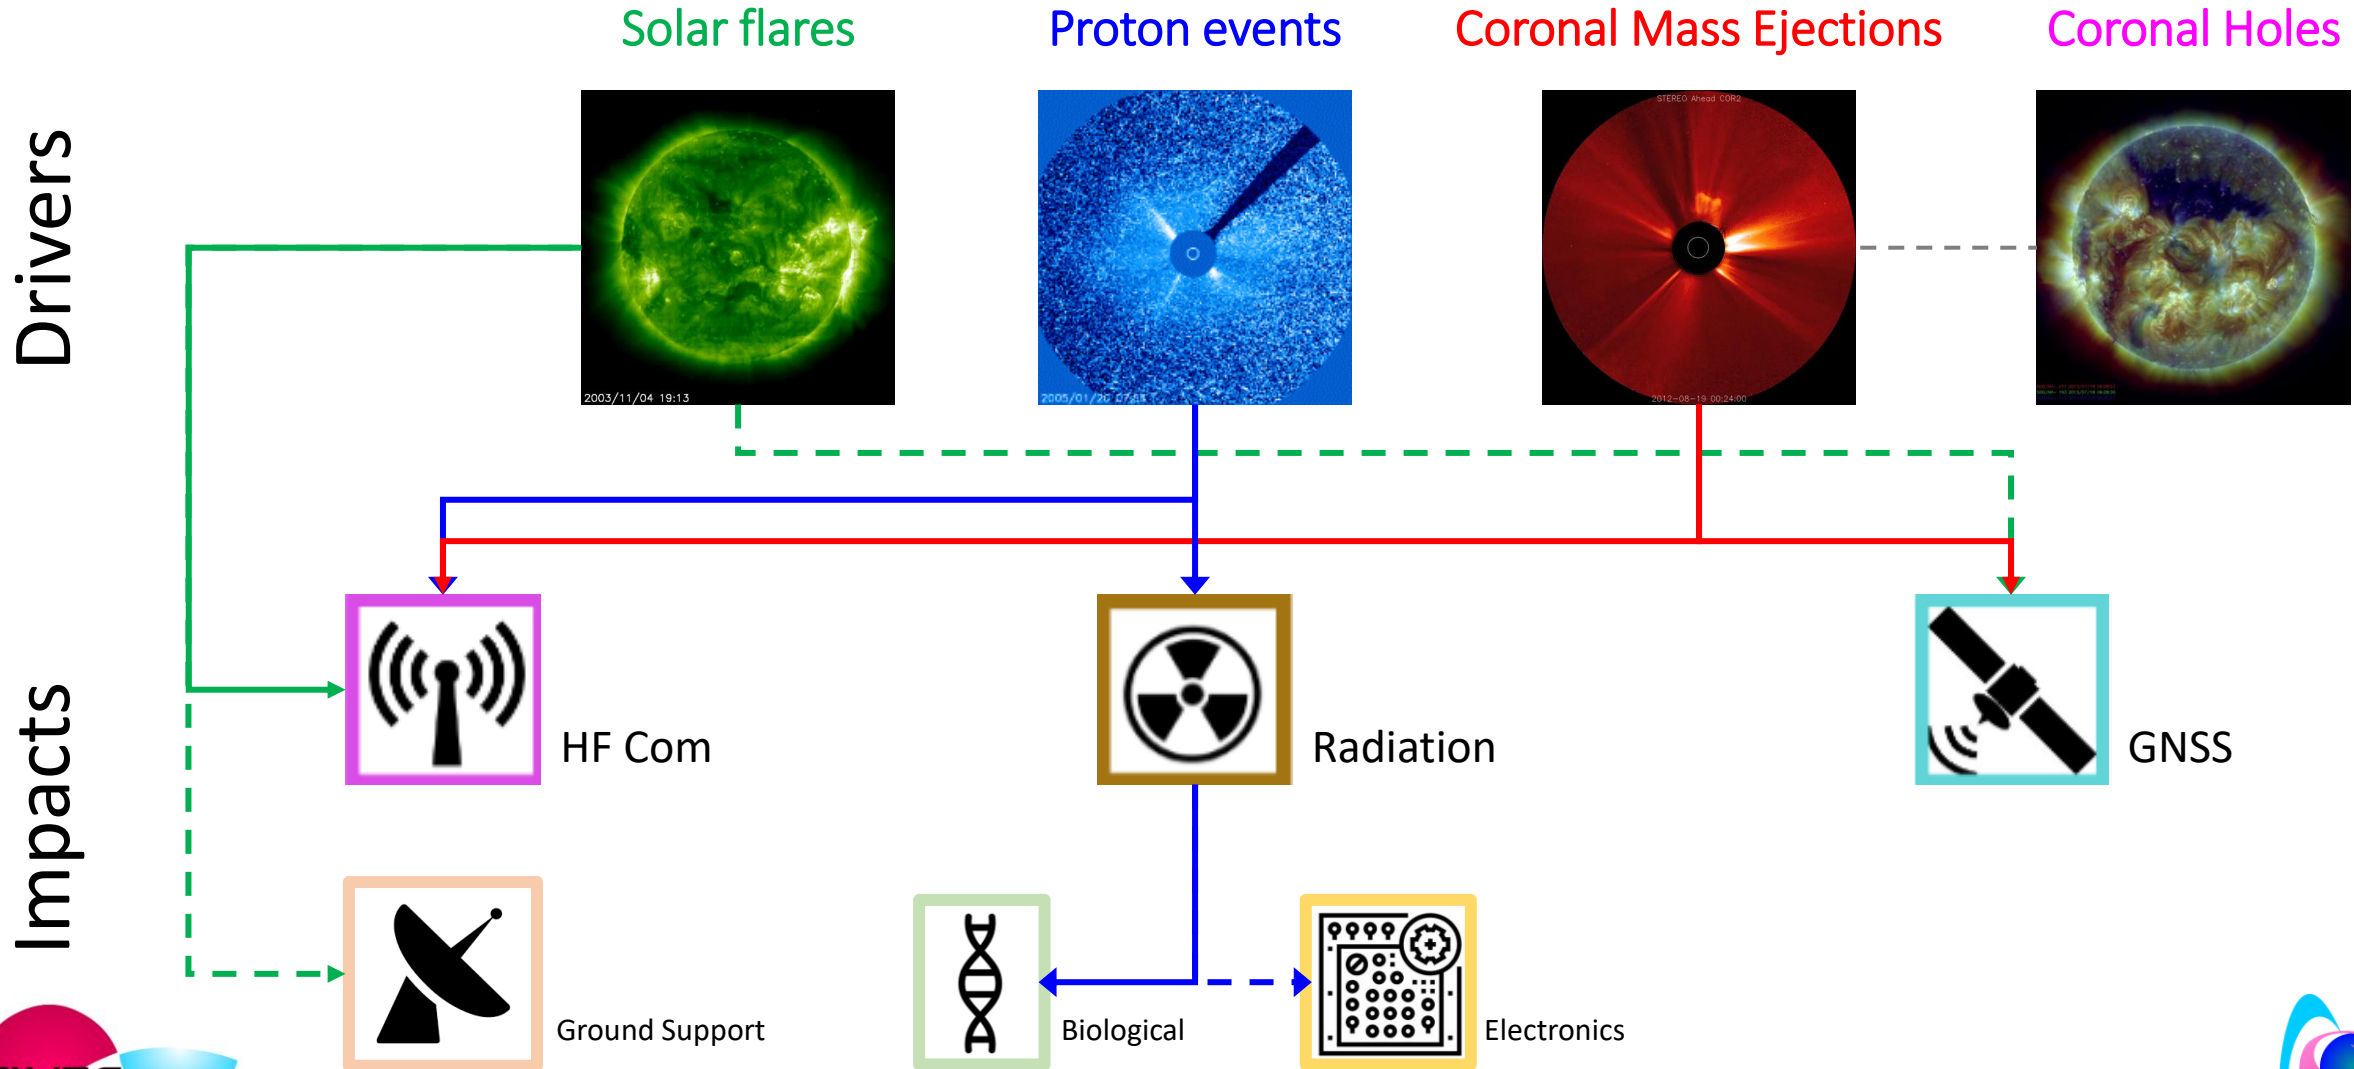 Solar flares
Proton events
Coronal Mass Ejections
Coronal Holes
Drivers
STEREO Ahead COR2
2003/11/04 19:13
2012-08-19 00:24:00
HF Com
Radiation
GNSS
Impacts
Ground Support
Biological
Electronics